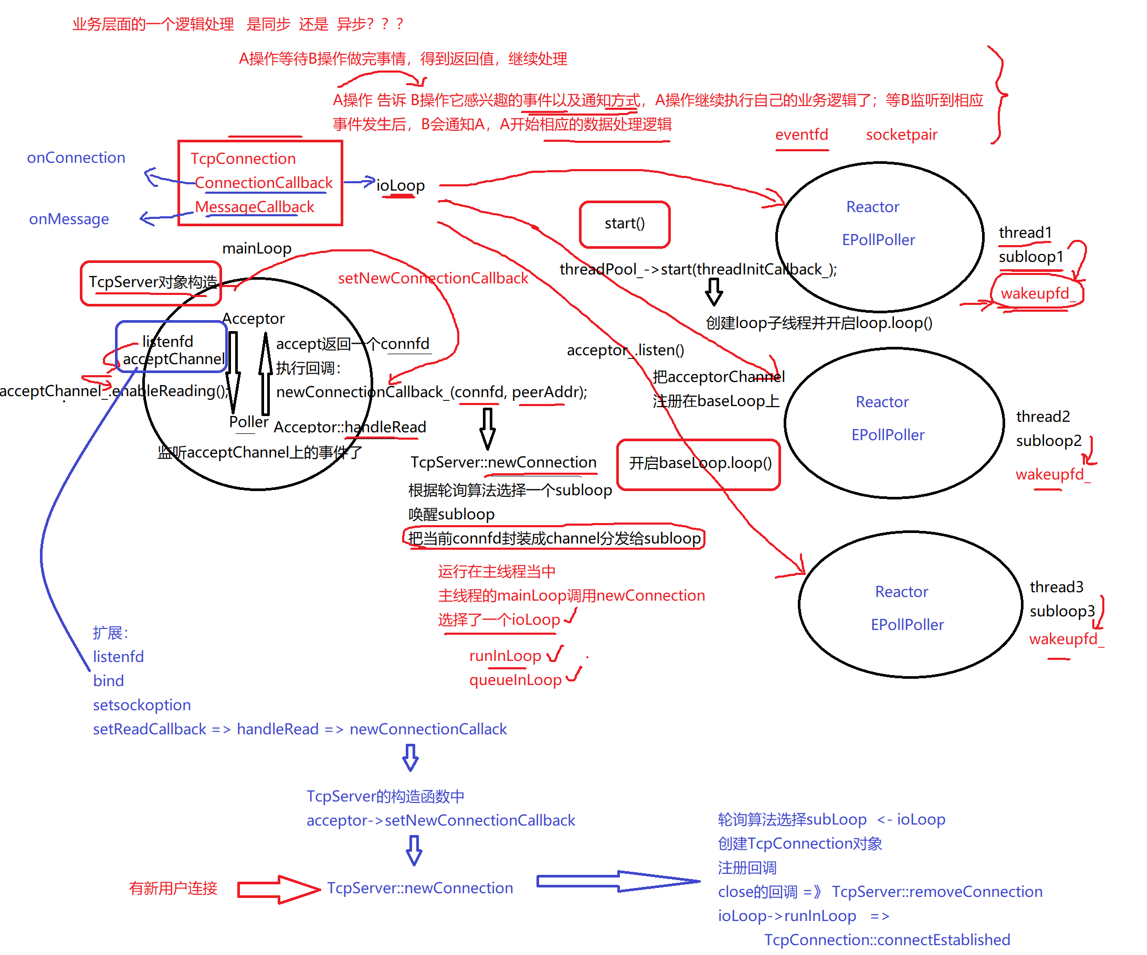 业务层面的一个逻辑处理 是同步 还是 异步？？？
A操作等待B操作做完事情，得到返回值，继续处理
A操作 告诉 B操作它感兴趣的事件以及通知方式，A操作继续执行自己的业务逻辑了；等B监听到相应
事件发生后，B会通知A，A开始相应的数据处理逻辑
eventfd socketpair
onConnection
onMessage
TcpConnection
ConnectionCallback
MessageCallback
ioLoop
mainLoop
TcpServer对象构造
setNewConnectionCallback
Acceptor
listenfd
acceptChannel
acceptChannel_.enableReading();
accept返回一个connfd
执行回调：
newConnectionCallback_(connfd, peerAddr);
Poller
Acceptor::handleRead
监听acceptChannel上的事件了
start()
threadPool_->start(threadInitCallback_);
创建loop子线程并开启loop.loop()
acceptor_.listen()
把acceptorChannel
注册在baseLoop上
开启baseLoop.loop()
Reactor
EPollPoller
thread1
subloop1
wakeupfd_
Reactor
EPollPoller
thread2
subloop2
wakeupfd_
Reactor
EPollPoller
thread3
subloop3
wakeupfd_
TcpServer::newConnection
根据轮询算法选择一个subloop
唤醒subloop
把当前connfd封装成channel分发给subloop
运行在主线程当中
主线程的mainLoop调用newConnection
选择了一个ioLoop
runInLoop
queueInLoop
扩展：
listenfd
bind
setsockoption
setReadCallback => handleRead => newConnectionCallack
TcpServer的构造函数中
acceptor->setNewConnectionCallback
有新用户连接
TcpServer::newConnection
轮询算法选择subLoop <- ioLoop
创建TcpConnection对象
注册回调
close的回调 =》 TcpServer::removeConnection
ioLoop->runInLoop =>
TcpConnection::connectEstablished